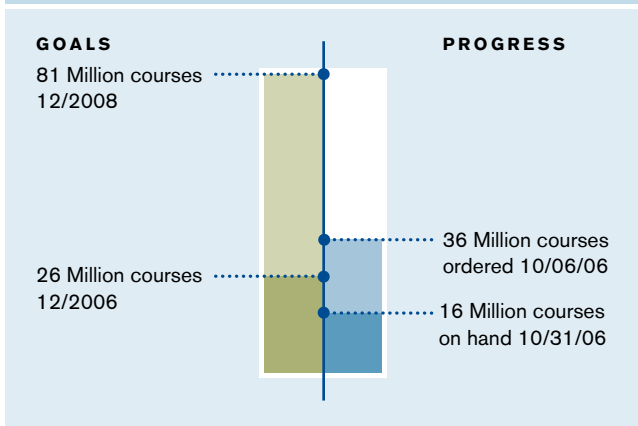 GOALS
81 Million courses
12/2008
26 Million courses
12/2006
PROGRESS
36 Million courses
ordered 10/06/06
16 Million courses
on hand 10/31/06